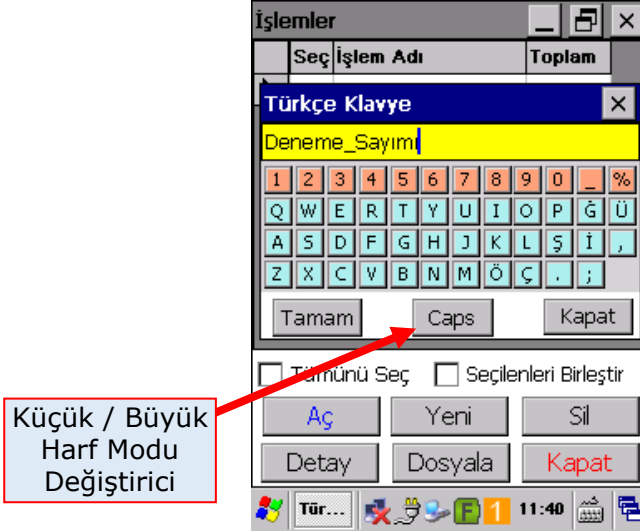 İşlemler
Seç İşlem Adı Toplam
Türkçe Klavye
Deneme_Sayımı
1 2 3 4 5 6 7 8 9 0 _ %
Q W E R T Y U I O P Ğ Ü
A S D F G H J K L Ş İ ,
Z X C V B N M Ö Ç . ;
Tamam Caps Kapat
Tümünü Seç Seçilenleri Birleştir
Küçük / Büyük
Harf Modu
Değiştirici
Aç Yeni Sil
Detay Dosyala Kapat
Tür... F 1 11:40